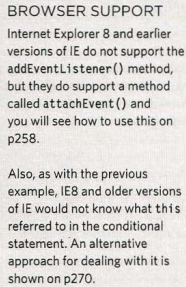 BROWSER SUPPORT
Internet Explorer 8 and earlier
versions of IE do not support the
addEventListener() method,
but they do support a method
called attachEvent() and
you will see how to use this on
p258.
Also, as with the previous
example, IE8 and older versions
of IE would not know what this
referred to in the conditional
statement. An alternative
approach for dealing with it is
shown on p270.